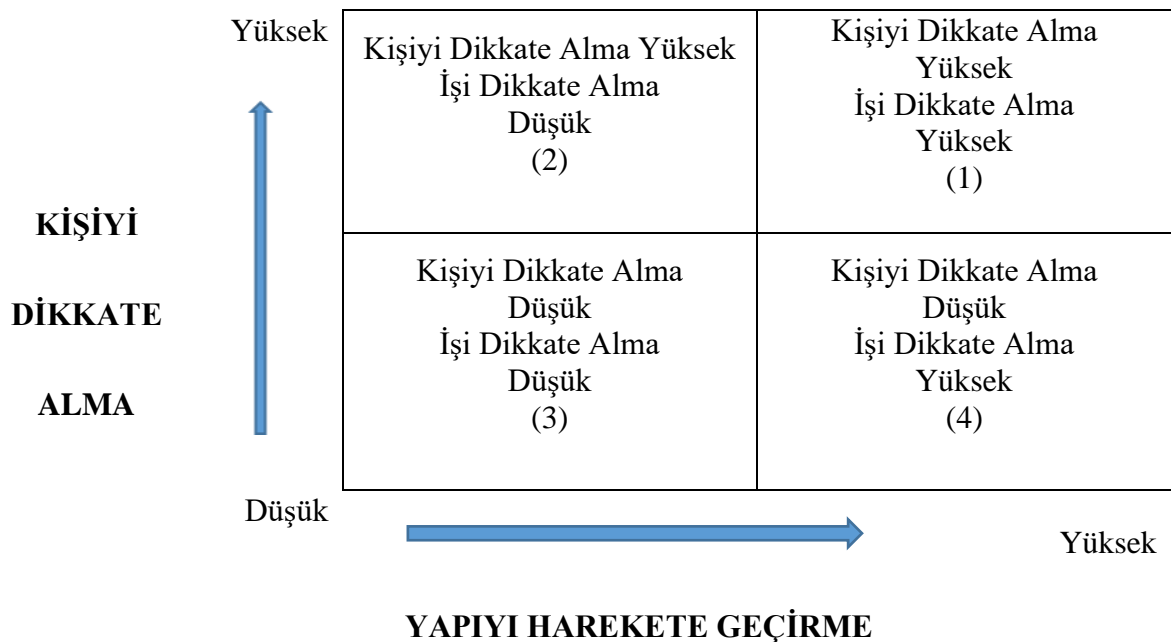 Yüksek
Kişiyi Dikkate Alma Yüksek
İşi Dikkate Alma
Düşük
(2)
Kişiyi Dikkate Alma
Yüksek
İşi Dikkate Alma
Yüksek
(1)
KİŞİYİ
DİKKATE
ALMA
Kişiyi Dikkate Alma
Düşük
İşi Dikkate Alma
Düşük
(3)
Kişiyi Dikkate Alma
Düşük
İşi Dikkate Alma
Yüksek
(4)
Düşük
Yüksek
YAPIYI HAREKETE GEÇİRME